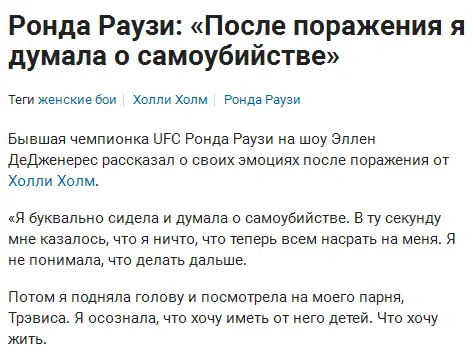 Ронда Раузи: «После поражения я
думала о самоубийстве»
Теги женские бои Холли Холм Ронда Раузи
Бывшая чемпионка UFC Ронда Раузи на шоу Эллен
ДеДженерес рассказал о своих эмоциях после поражения от
Холли Холм.
«Я буквально сидела и думала о самоубийстве. В ту секунду
мне казалось, что я ничто, что теперь всем насрать на меня. Я
не понимала, что делать дальше.
Потом я подняла голову и посмотрела на моего парня,
Трэвиса. Я осознала, что хочу иметь от него детей. Что хочу
жить.